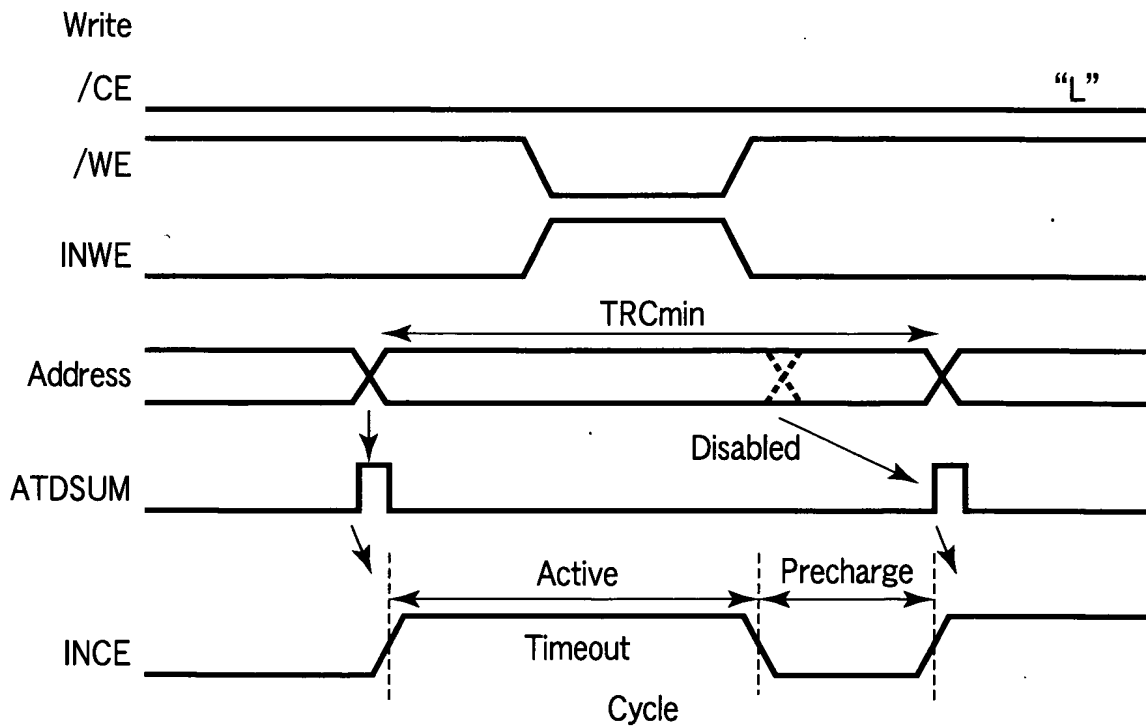 Write
/CE
“L”
/WE
INWE
TRCmin
Address
Disabled
ATDSUM
Active
Precharge
INCE
Timeout
Cycle